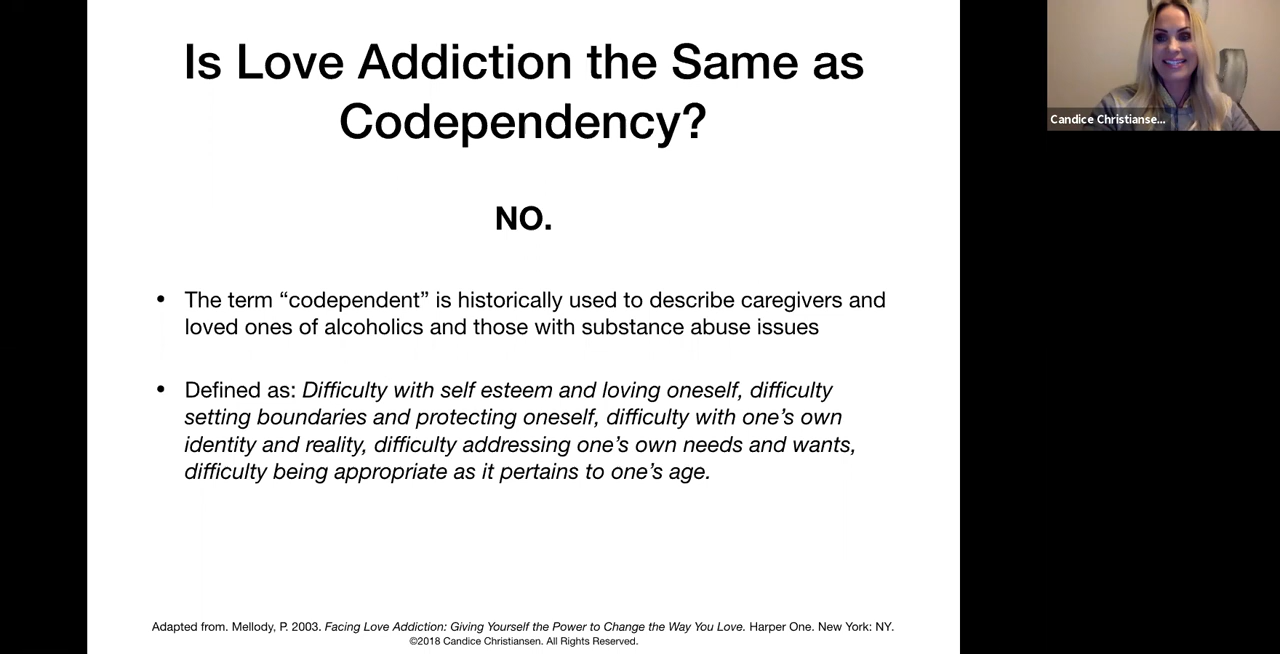 Is Love Addiction the Same as
Codependency?
NO.
• The term “codependent” is historically used to describe caregivers and
loved ones of alcoholics and those with substance abuse issues
• Defined as: Difficulty with self esteem and loving oneself, difficulty
setting boundaries and protecting oneself, difficulty with one’s own
identity and reality, difficulty addressing one’s own needs and wants,
difficulty being appropriate as it pertains to one’s age.
Adapted from. Mellody, P. 2003. Facing Love Addiction: Giving Yourself the Power to Change the Way You Love. Harper One. New York: NY.
©2018 Candice Christiansen. All Rights Reserved.
Candice Christianse...